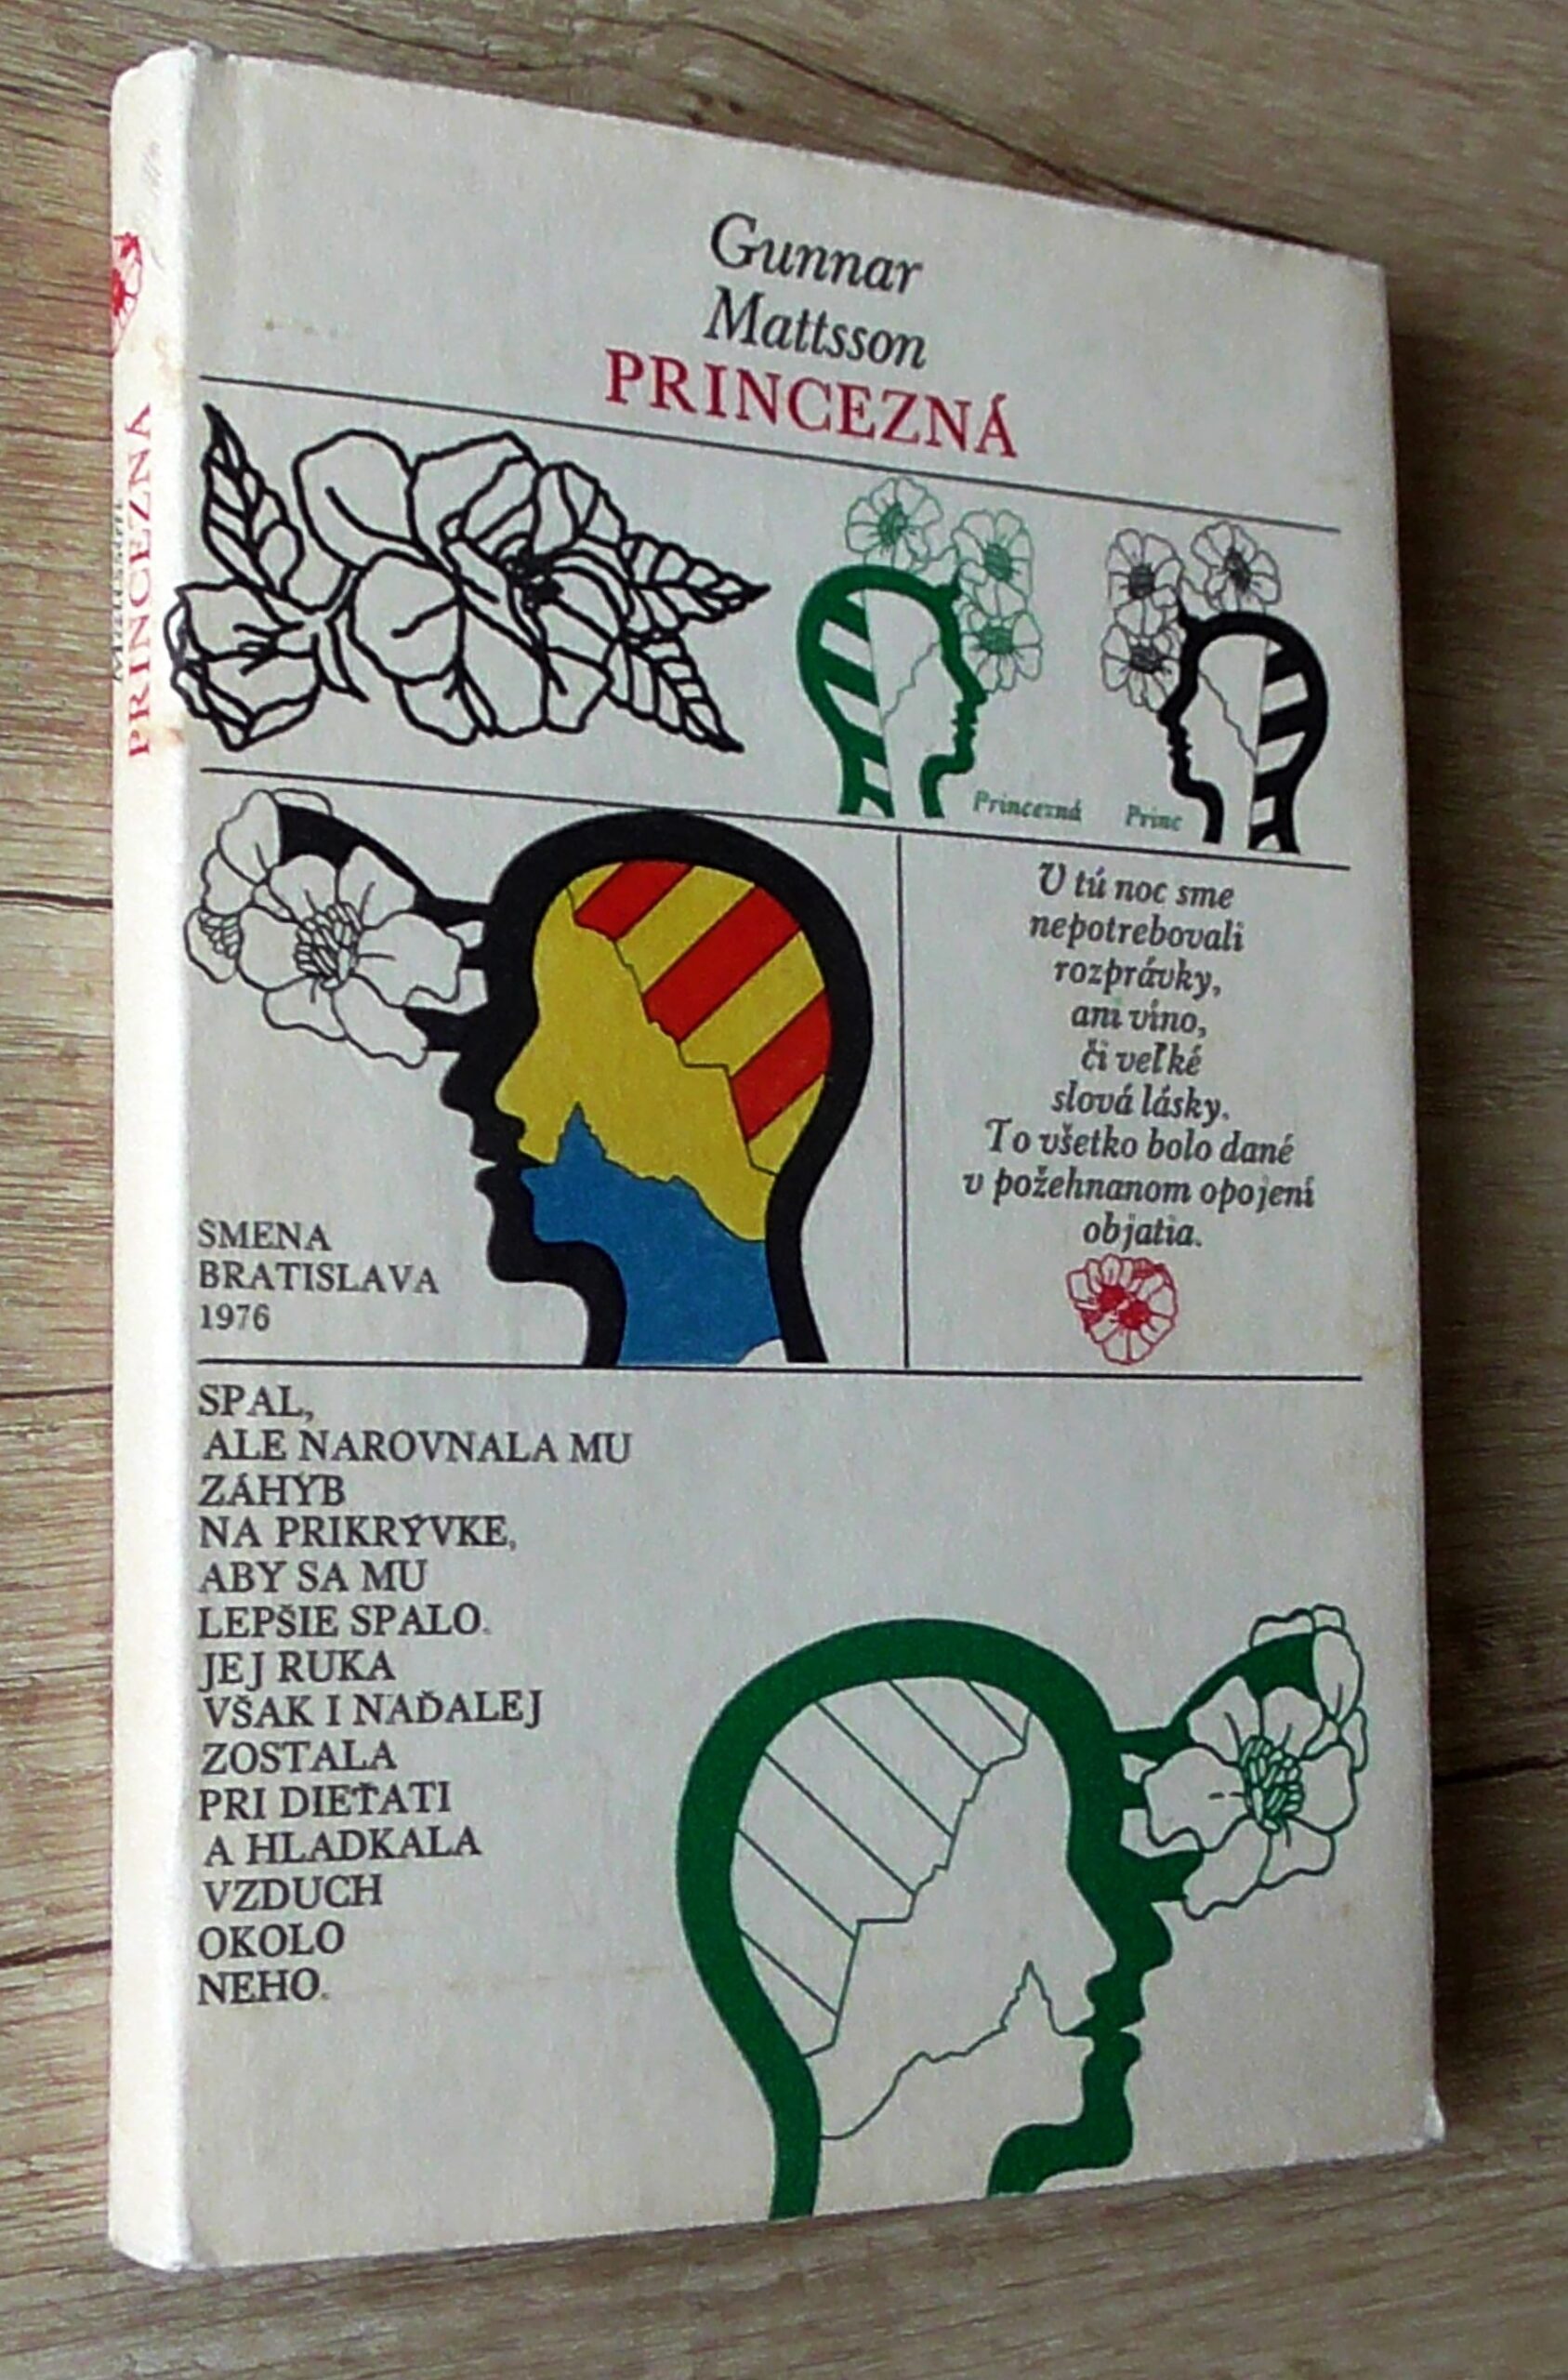 Gunnar
Mattsson
PRINCEZNÁ
Princezná
Princ
V tú noc sme
nepotrebovali
rozprávky,
ani víno,
či veľké
slová lásky.
To všetko bolo dané
v požehnanom opojení
objatia.
SMENA
BRATISLAVA
1976
SPAL,
ALE NAROVNALA MU
ZÁHYB
NA PRIKRÝVKE,
ABY SA MU
LEPŠIE SPALO.
JEJ RUKA
VŠAK I NAĎALEJ
ZOSTALA
PRI DIEŤATI
A HLADKALA
VZDUCH
OKOLO
NEHO.
Mattsson
PRINCEZNÁ